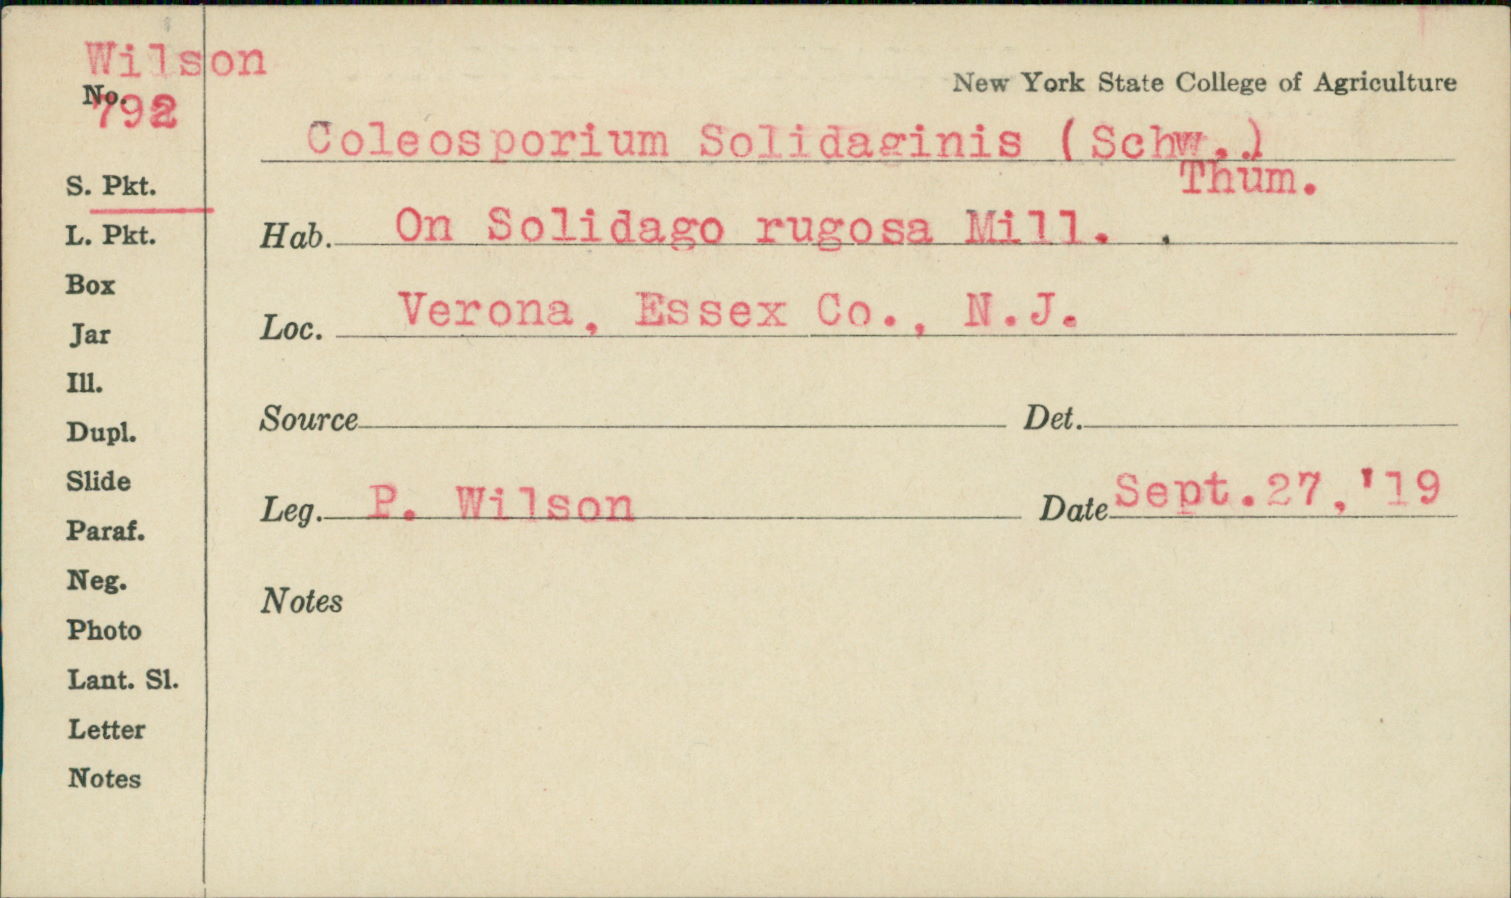 Wilson
No. 792
New York State College of Agriculture
Coleosporium Solidaginis (Schw.)
Thum.
S. Pkt.
L. Pkt.
Box
Jar
Ill.
Dupl.
Slide
Paraf.
Neg.
Photo
Lant. Sl.
Letter
Notes
Hab. On Solidago rugosa Mill. .
Loc. Verona, Essex Co., N.J.
Source Det.
Leg. P. Wilson Date Sept.27,'19
Notes